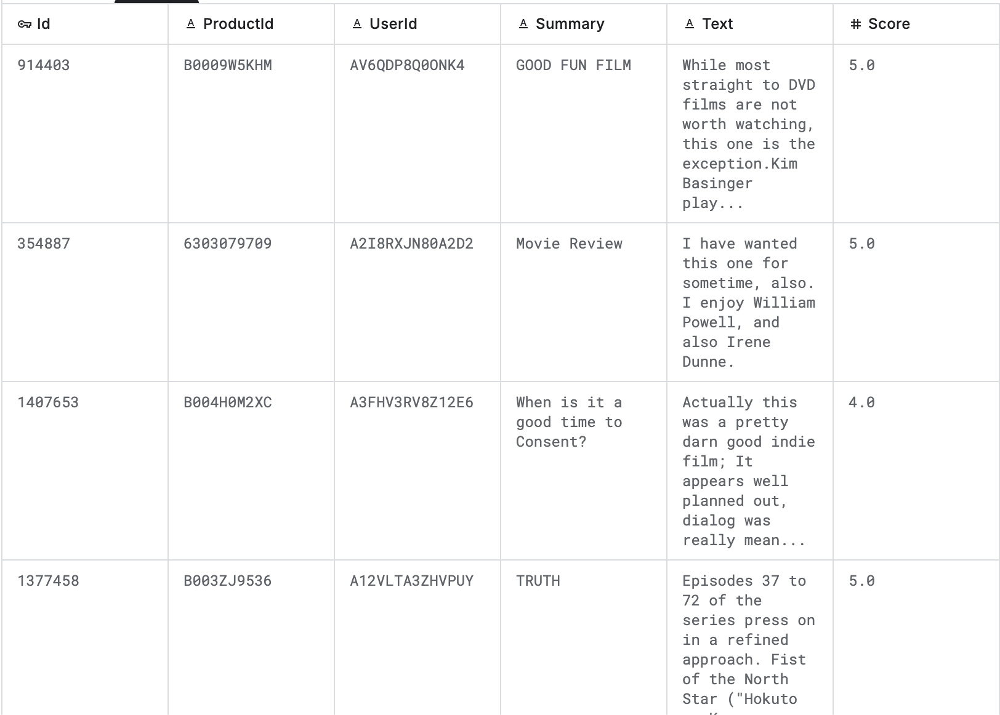 Id ProductId UserId Summary Text Score
914403 B0009W5KHM AV6QDP8Q0ONK4 GOOD FUN FILM While most 5.0
straight to DVD
films are not
worth watching,
this one is the
exception.Kim
Basinger
play...
354887 6303079709 A2I8RXJN80A2D2 Movie Review I have wanted 5.0
this one for
sometime, also.
I enjoy William
Powell, and
also Irene
Dunne.
1407653 B004H0M2XC A3FHV3RV8Z12E6 When is it a Actually this 4.0
good time to was a pretty
Consent? darn good indie
film; It
appears well
planned out,
dialog was
really mean...
1377458 B003ZJ9536 A12VLTA3ZHVPUY TRUTH Episodes 37 to 5.0
72 of the
series press on
in a refined
approach. Fist
of the North
Star ("Hokuto